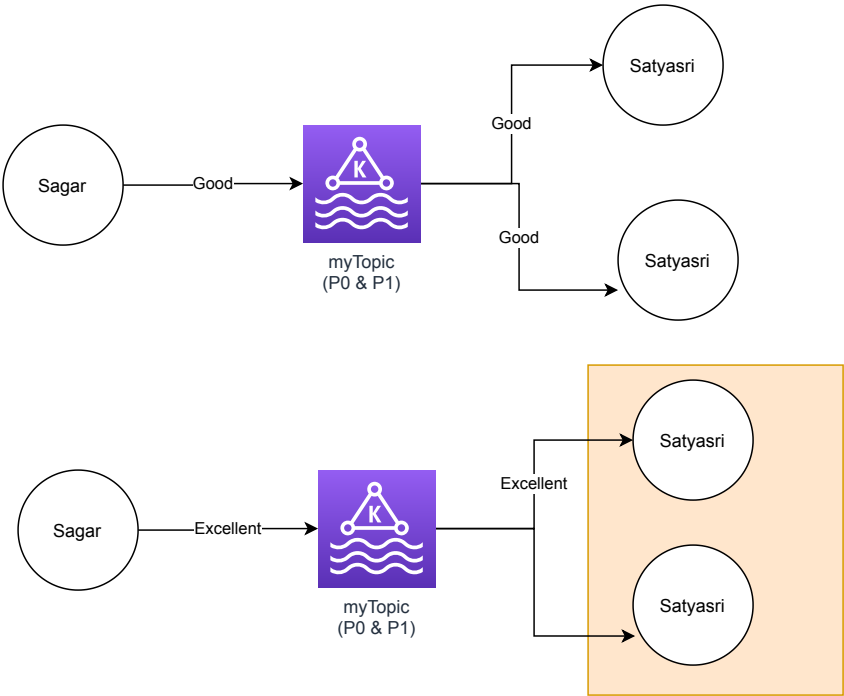 Satyasri
Good
Sagar
Good
K
Good
Satyasri
myTopic
(P0 & P1)
Satyasri
Excellent
Sagar
Excellent
K
Satyasri
myTopic
(P0 & P1)